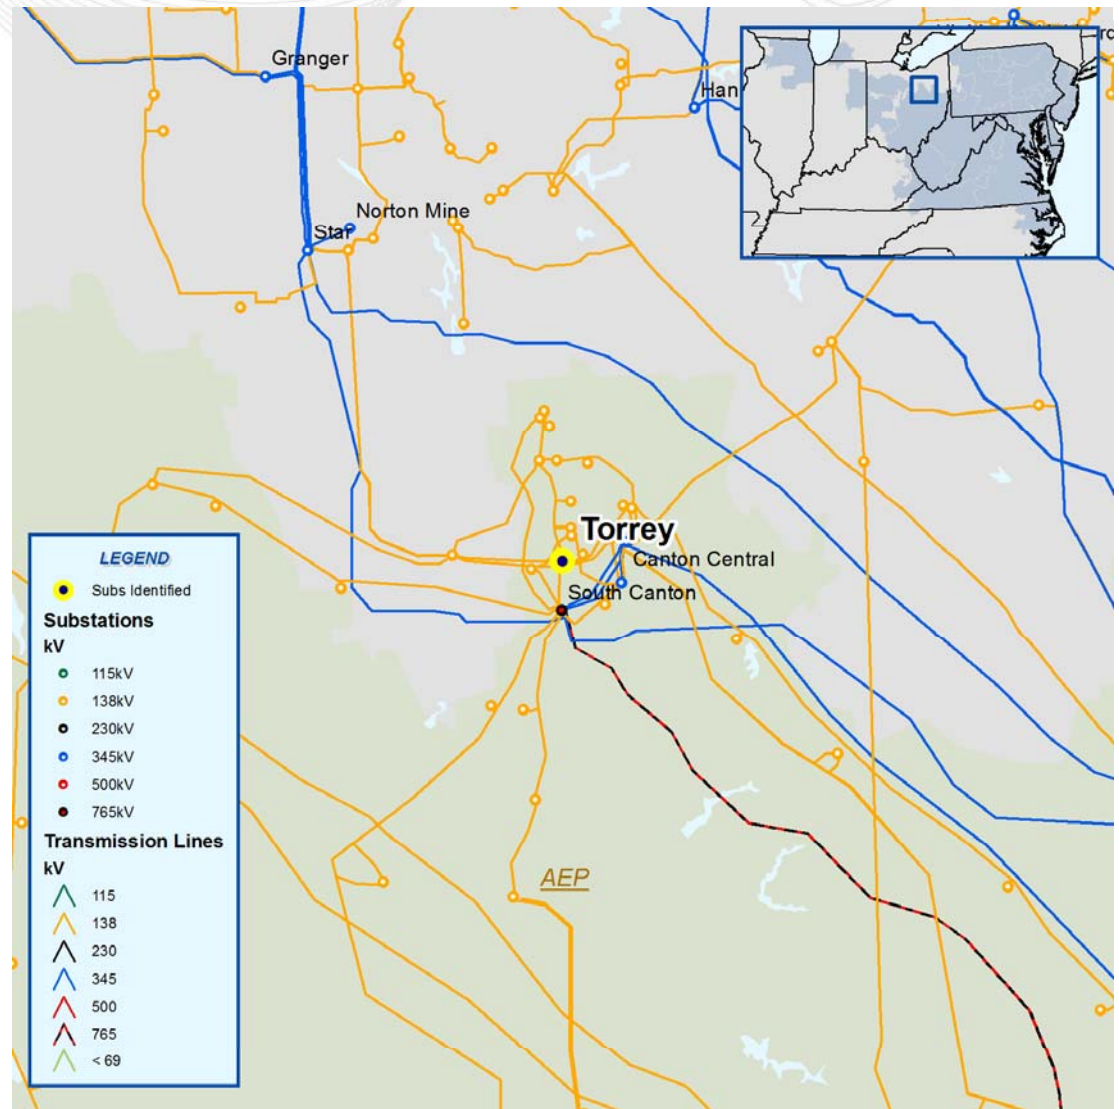 Granger
Han
rd
Norton Mine
Star
Torrey
Canton Central
South Canton
AEP
LEGEND
Subs Identified
Substations
kV
115kV
138kV
230kV
345kV
500kV
765kV
Transmission Lines
kV
115
138
230
345
500
765
< 69